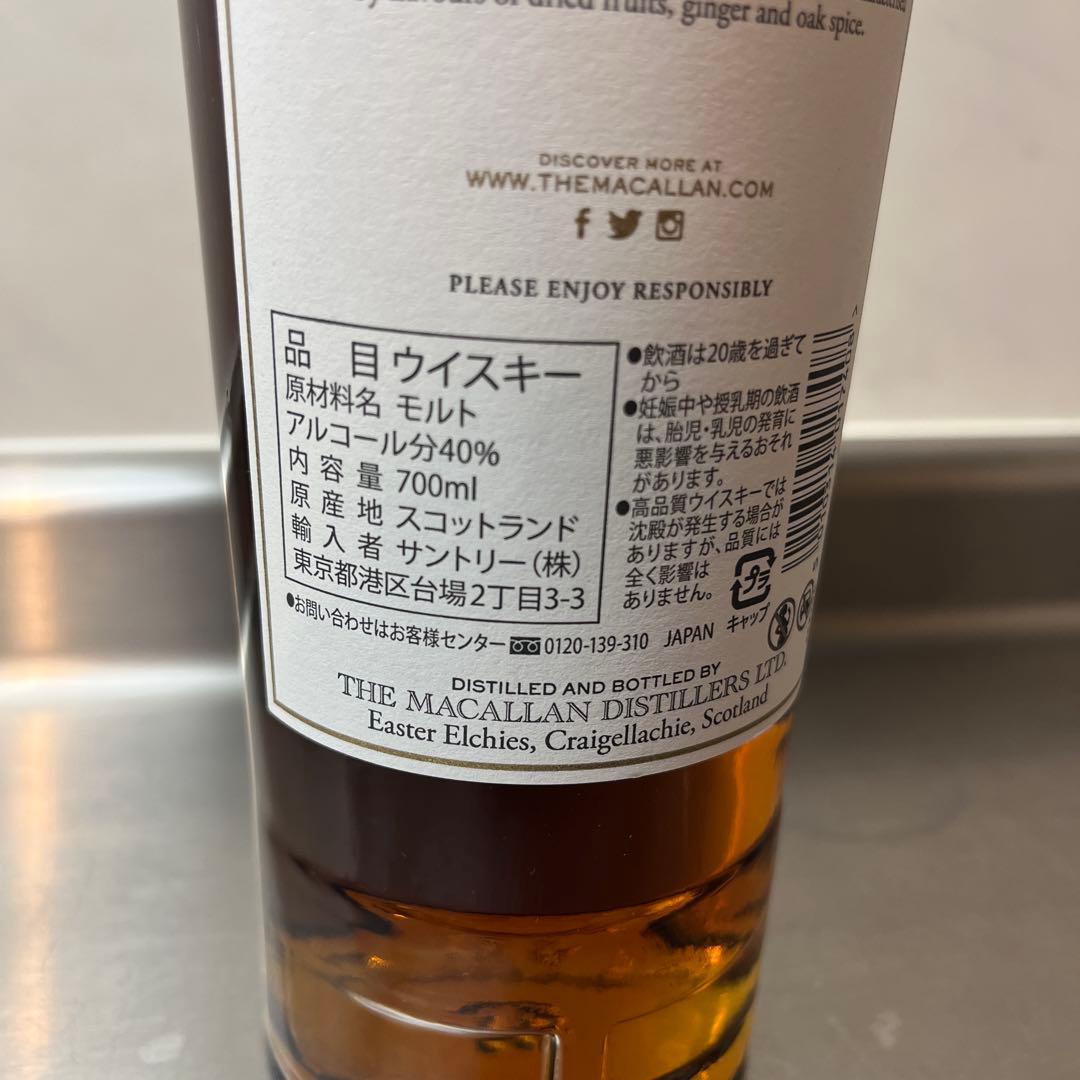 of dried fruits, ginger and oak spice.
DISCOVER MORE AT
WWW.THEMACALLAN.COM
PLEASE ENJOY RESPONSIBLY
品目 ウイスキー
原材料名 モルト
アルコール分40%
内容量 700ml
原産地 スコットランド
輸入者 サントリー(株)
東京都港区台場2丁目3-3
●飲酒は20歳を過ぎて
から
●妊娠中や授乳期の飲酒
は、胎児・乳児の発育に
悪影響を与えるおそれ
があります。
●高品質ウイスキーでは
沈殿が発生する場合が
ありますが、品質には
全く影響は
ありません。
プラ
キャップ
●お問い合わせはお客様センター 0120-139-310 JAPAN
DISTILLED AND BOTTLED BY
THE MACALLAN DISTILLERS LTD.
Easter Elchies, Craigellachie, Scotland